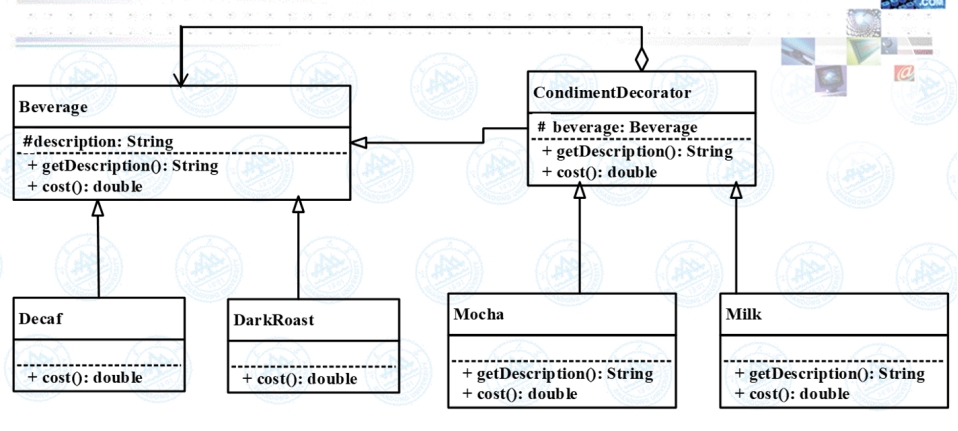 .COM
@
Beverage
#description: String
+ getDescription(): String
+ cost(): double
CondimentDecorator
# beverage: Beverage
+ getDescription(): String
+ cost(): double
Decaf
+ cost(): double
DarkRoast
+ cost(): double
Mocha
+ getDescription(): String
+ cost(): double
Milk
+ getDescription(): String
+ cost(): double